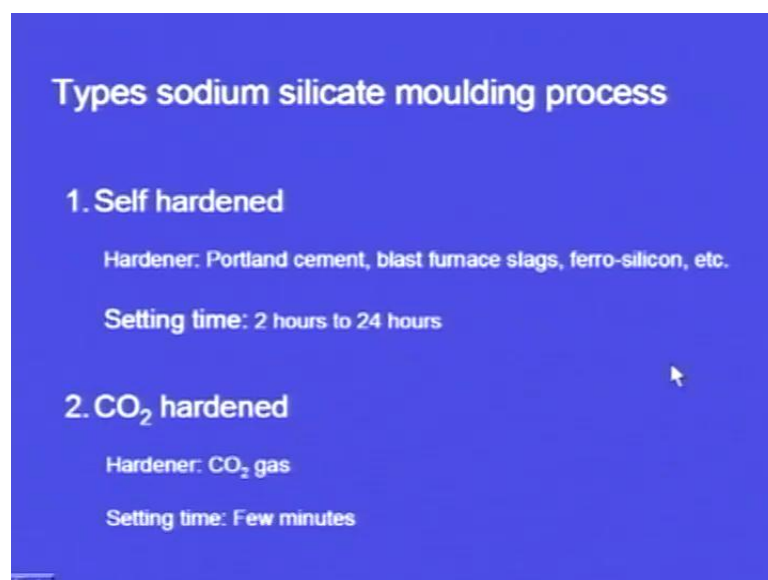 Types sodium silicate moulding process
1. Self hardened
Hardener: Portland cement, blast furnace slags, ferro-silicon, etc.
Setting time: 2 hours to 24 hours
2. CO₂ hardened
Hardener: CO₂ gas
Setting time: Few minutes